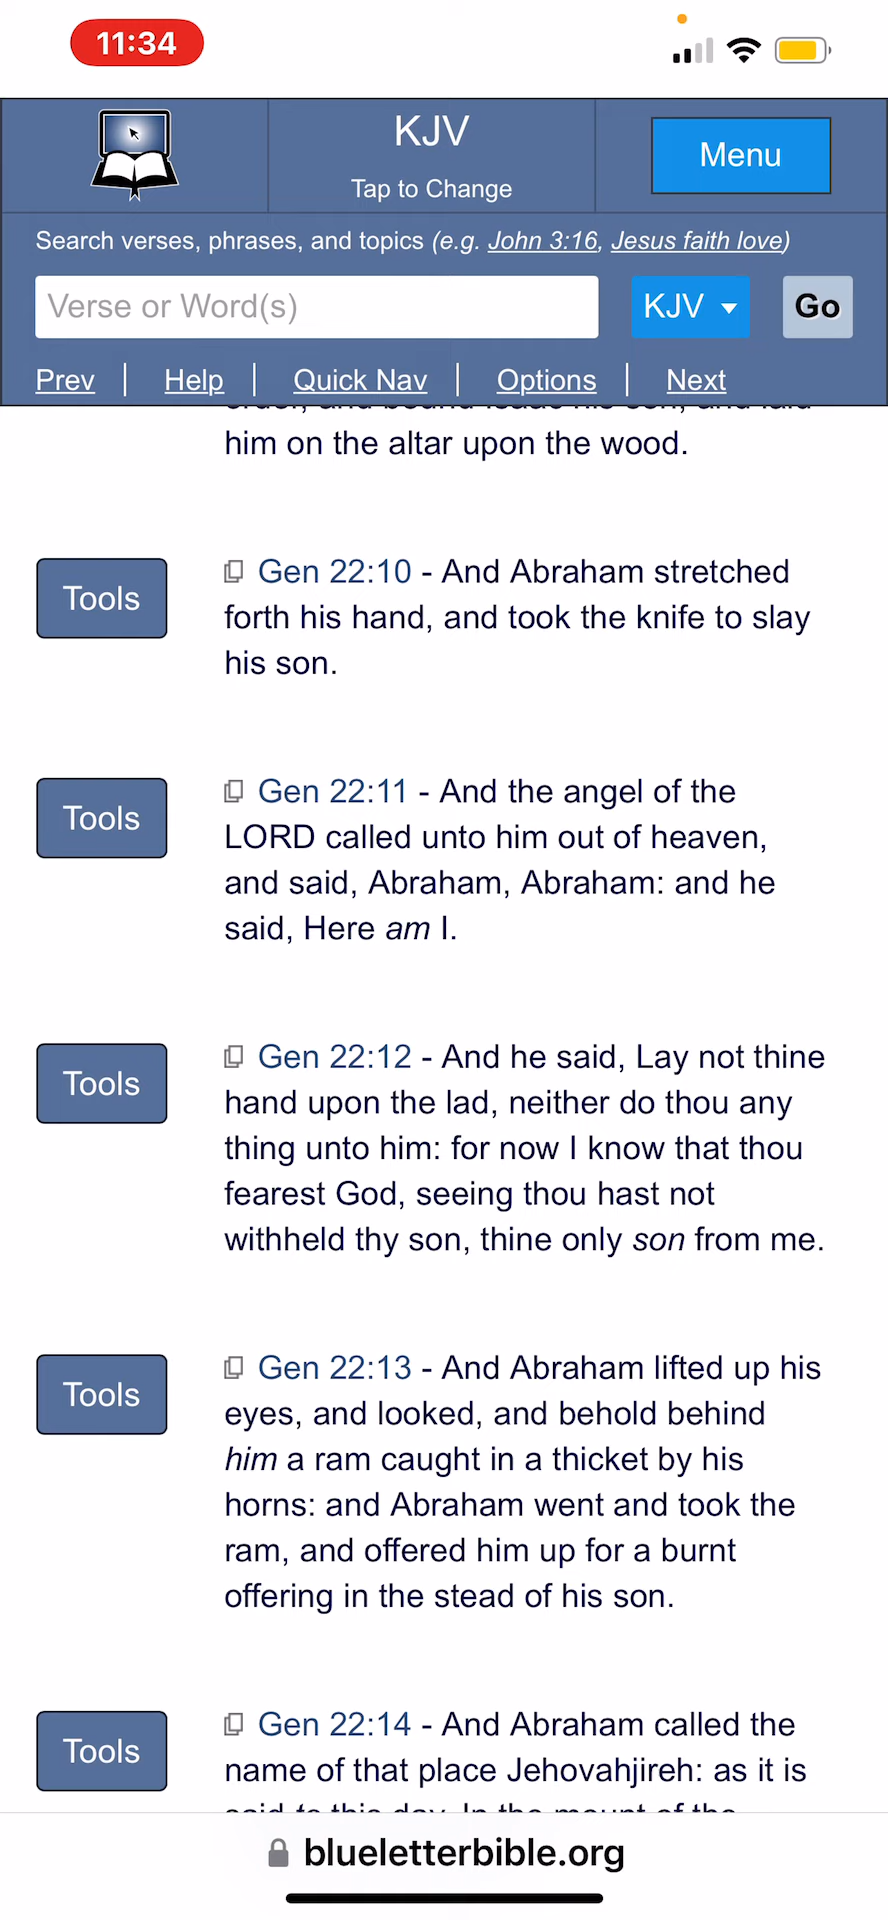 11:34
KJV
Tap to Change
Menu
Search verses, phrases, and topics (e.g. John 3:16, Jesus faith love)
Verse or Word(s)
KJV
Go
Prev | Help | Quick Nav | Options | Next
him on the altar upon the wood.
Tools
Gen 22:10 - And Abraham stretched
forth his hand, and took the knife to slay
his son.
Tools
Gen 22:11 - And the angel of the
LORD called unto him out of heaven,
and said, Abraham, Abraham: and he
said, Here am I.
Tools
Gen 22:12 - And he said, Lay not thine
hand upon the lad, neither do thou any
thing unto him: for now I know that thou
fearest God, seeing thou hast not
withheld thy son, thine only son from me.
Tools
Gen 22:13 - And Abraham lifted up his
eyes, and looked, and behold behind
him a ram caught in a thicket by his
horns: and Abraham went and took the
ram, and offered him up for a burnt
offering in the stead of his son.
Tools
Gen 22:14 - And Abraham called the
name of that place Jehovahjireh: as it is
said to this day, In the mount of the
blueletterbible.org